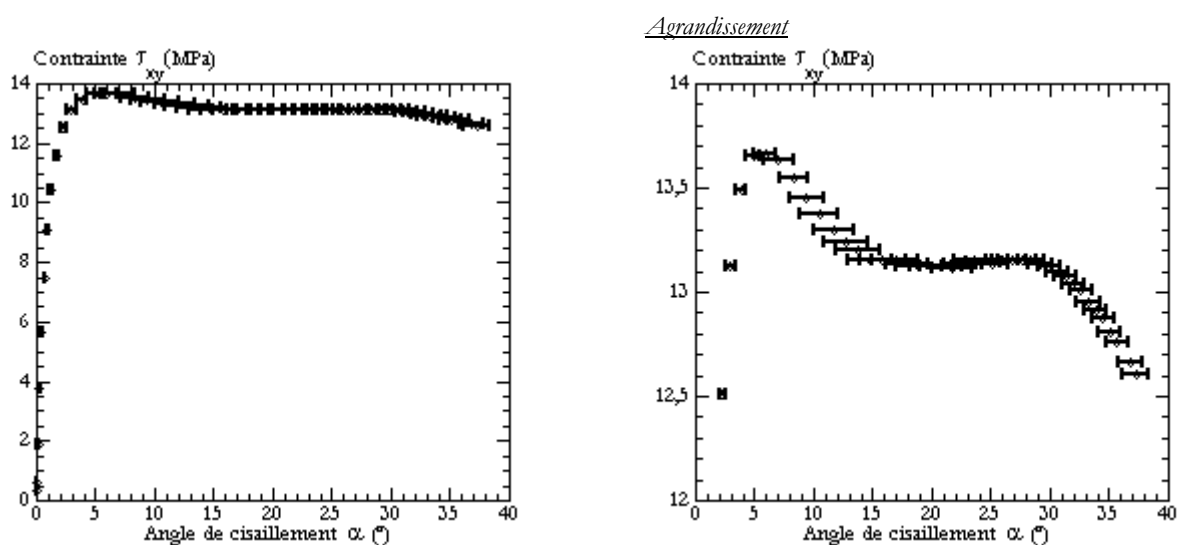 Agrandissement
Contrainte τxy (MPa)
14
12
10
8
6
4
2
0
0 5 10 15 20 25 30 35 40
Angle de cisaillement α (°)
Contrainte τxy (MPa)
14
13,5
13
12,5
12
0 5 10 15 20 25 30 35 40
Angle de cisaillement α (°)